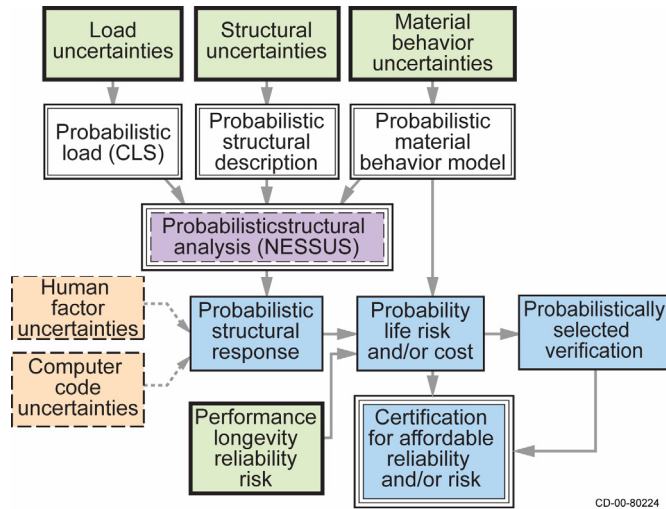 Load
uncertainties
Structural
uncertainties
Material
behavior
uncertainties
Probabilistic
load (CLS)
Probabilistic
structural
description
Probabilistic
material
behavior model
Probabilisticstructural
analysis (NESSUS)
Human
factor
uncertainties
Computer
code
uncertainties
Probabilistic
structural
response
Probability
life risk
and/or cost
Probabilistically
selected
verification
Performance
longevity
reliability
risk
Certification
for affordable
reliability
and/or risk
CD-00-80224